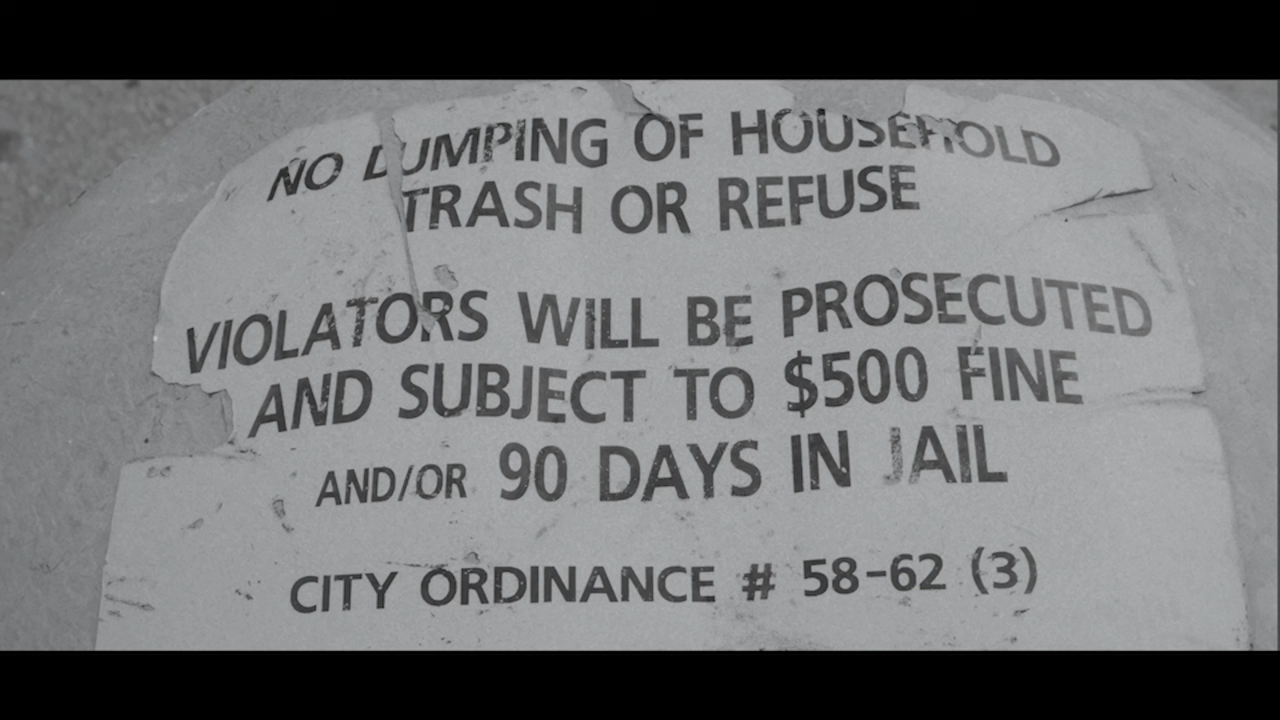 NO DUMPING OF HOUSEHOLD
TRASH OR REFUSE
VIOLATORS WILL BE PROSECUTED
AND SUBJECT TO $500 FINE
AND/OR 90 DAYS IN JAIL
CITY ORDINANCE # 58-62 (3)